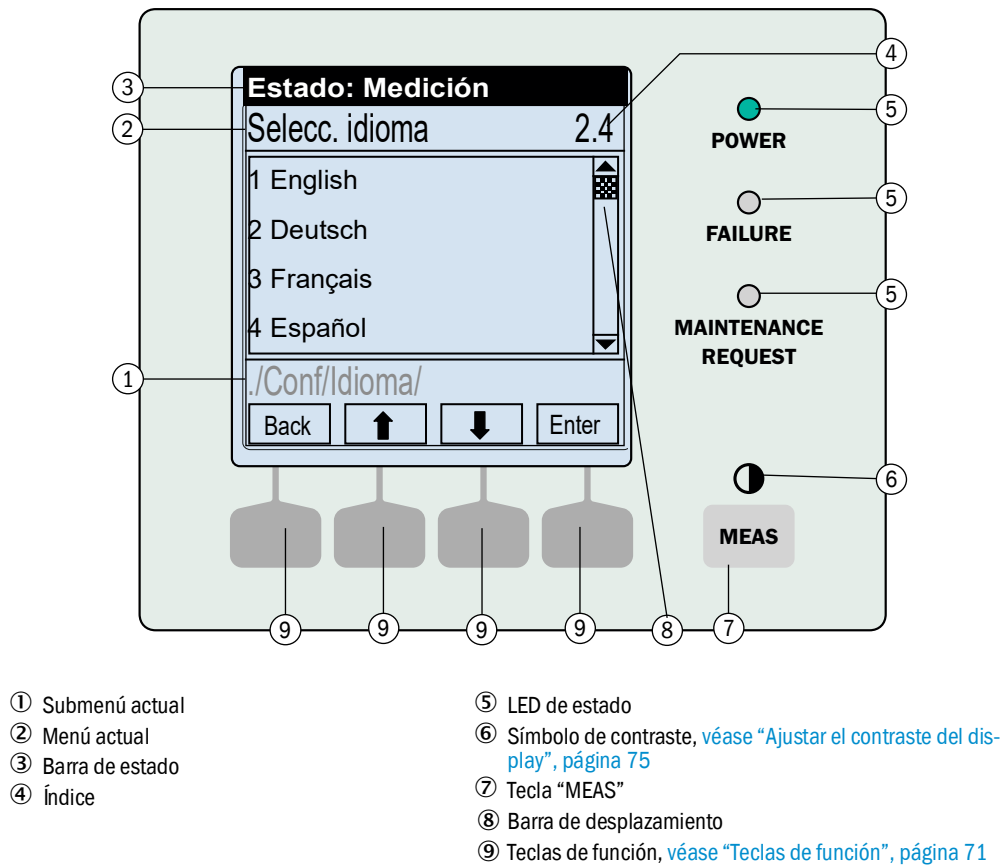 Estado: Medición
Selecc. idioma 2.4
1 English
2 Deutsch
3 Français
4 Español
./Conf/Idioma/
Back Enter
POWER
FAILURE
MAINTENANCE
REQUEST
MEAS
3
2
1
4
5
5
5
6
9 9 9 9 8 7
① Submenú actual
② Menú actual
③ Barra de estado
④ Índice
⑤ LED de estado
⑥ Símbolo de contraste, véase “Ajustar el contraste del dis-
play”, página 75
⑦ Tecla “MEAS”
⑧ Barra de desplazamiento
⑨ Teclas de función, véase “Teclas de función”, página 71